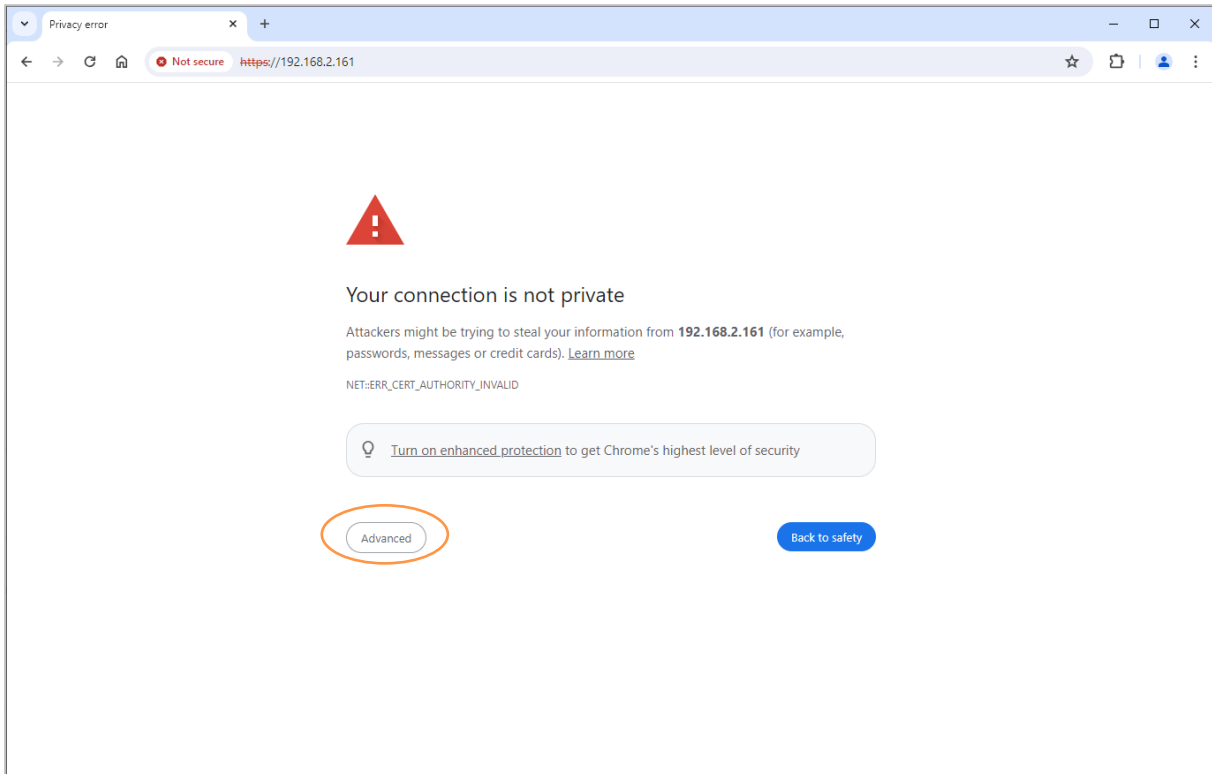 Privacy error
Not secure https://192.168.2.161
Your connection is not private
Attackers might be trying to steal your information from 192.168.2.161 (for example,
passwords, messages or credit cards). Learn more
NET::ERR_CERT_AUTHORITY_INVALID
Turn on enhanced protection to get Chrome's highest level of security
Advanced
Back to safety